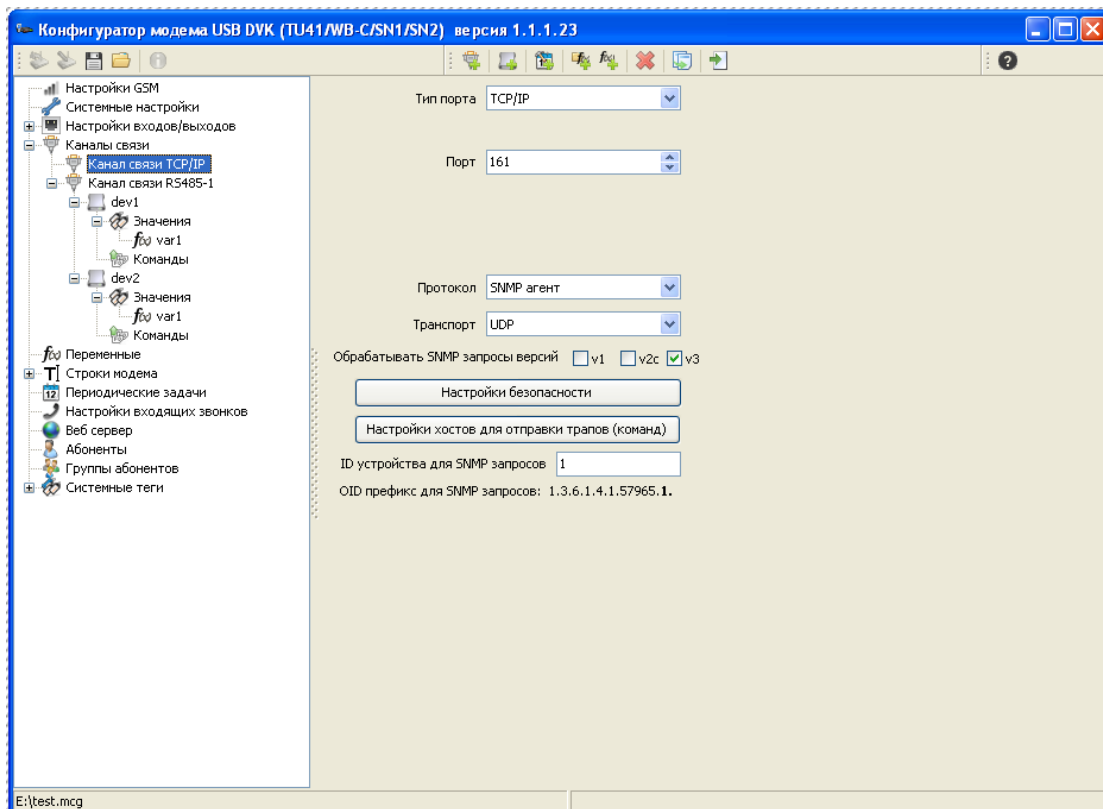 Конфигуратор модема USB DVK (TU41/WB-C/SN1/SN2) версия 1.1.1.23
Настройки GSM
Системные настройки
Настройки входов/выходов
Каналы связи
Канал связи TCP/IP
Канал связи RS485-1
dev1
Значения
f(x) var1
Команды
dev2
Значения
f(x) var1
Команды
f(x) Переменные
Строки модема
12 Периодические задачи
Настройки входящих звонков
Веб сервер
Абоненты
Группы абонентов
Системные теги
Тип порта TCP/IP
Порт 161
Протокол SNMP агент
Транспорт UDP
Обрабатывать SNMP запросы версий v1 v2c v3
Настройки безопасности
Настройки хостов для отправки трапов (команд)
ID устройства для SNMP запросов 1
OID префикс для SNMP запросов: 1.3.6.1.4.1.57965.1.
E:\test.mcg